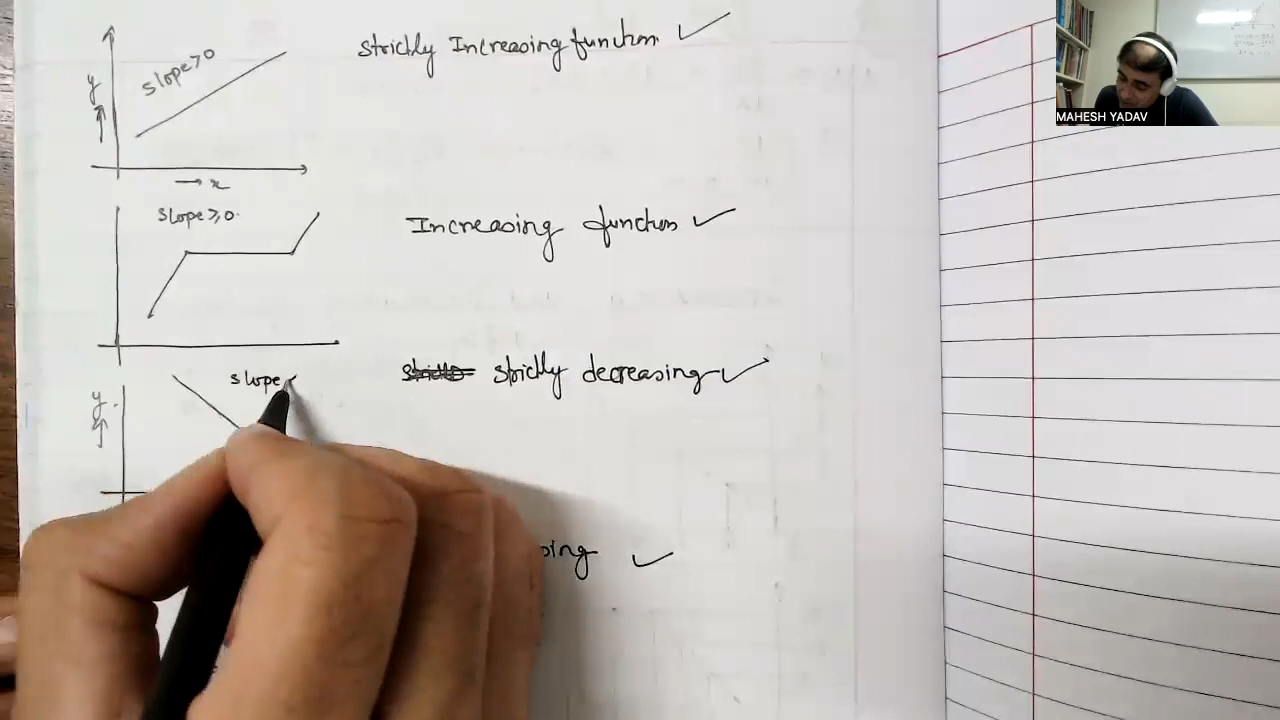 strictly Increasing function ✓
slope>0
y
→ x
slope⩾0.
Increasing function ✓
strictly decreasing ✓
slope
y
✓
MAHESH YADAV